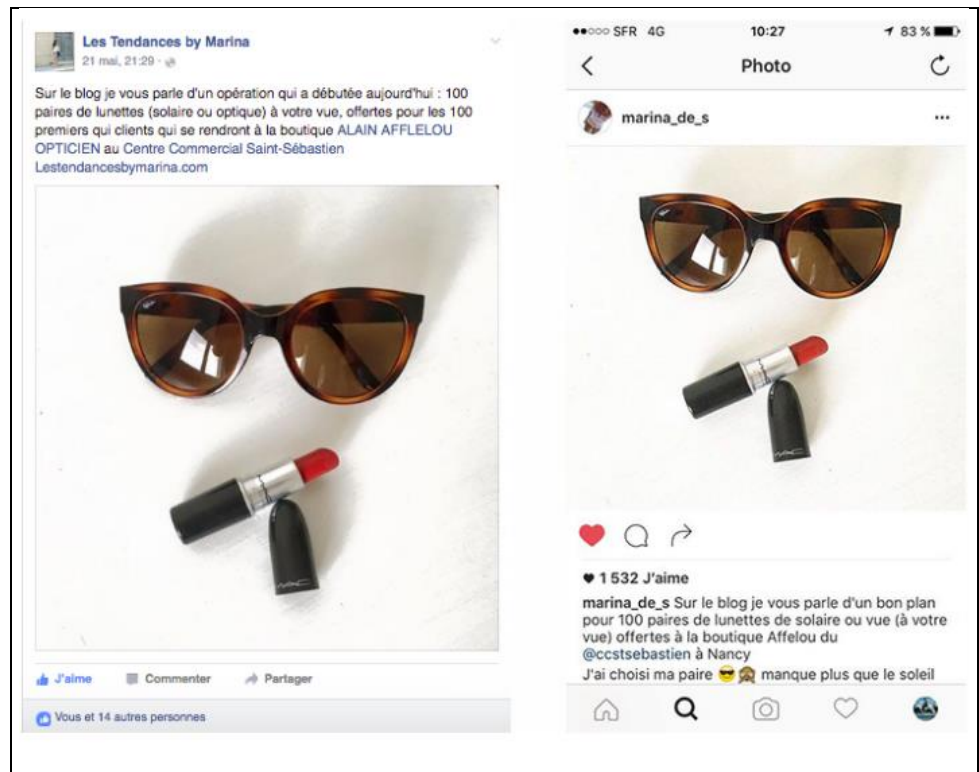 Les Tendances by Marina
21 mai, 21:29
Sur le blog je vous parle d'un opération qui a débutée aujourd'hui : 100
paires de lunettes (solaire ou optique) à votre vue, offertes pour les 100
premiers qui clients qui se rendront à la boutique ALAIN AFFLELOU
OPTICIEN au Centre Commercial Saint-Sébastien
Lestendancesbymarina.com
MAC
J'aime Commenter Partager
Vous et 14 autres personnes
SFR 4G 10:27 83 %
Photo
marina_de_s
MAC
1 532 J'aime
marina_de_s Sur le blog je vous parle d'un bon plan
pour 100 paires de lunettes de solaire ou vue (à votre
vue) offertes à la boutique Affelou du
@ccstsebastien à Nancy
J'ai choisi ma paire 😎🙈 manque plus que le soleil